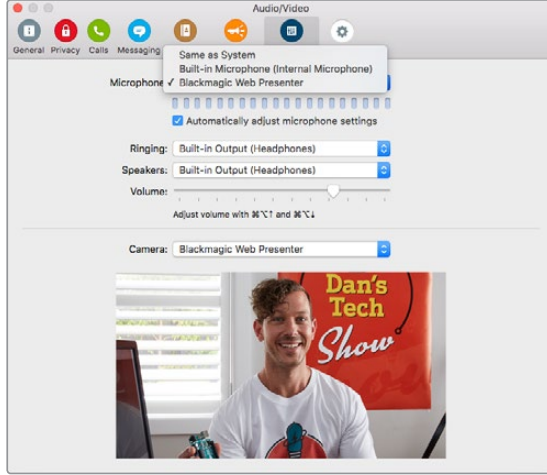 Audio/Video
General Privacy Calls Messaging
Same as System
Built-in Microphone (Internal Microphone)
Microphone ✓ Blackmagic Web Presenter
Automatically adjust microphone settings
Ringing: Built-in Output (Headphones)
Speakers: Built-in Output (Headphones)
Volume:
Adjust volume with ⌘⌥↑ and ⌘⌥↓
Camera: Blackmagic Web Presenter
Dan's
Tech
Show